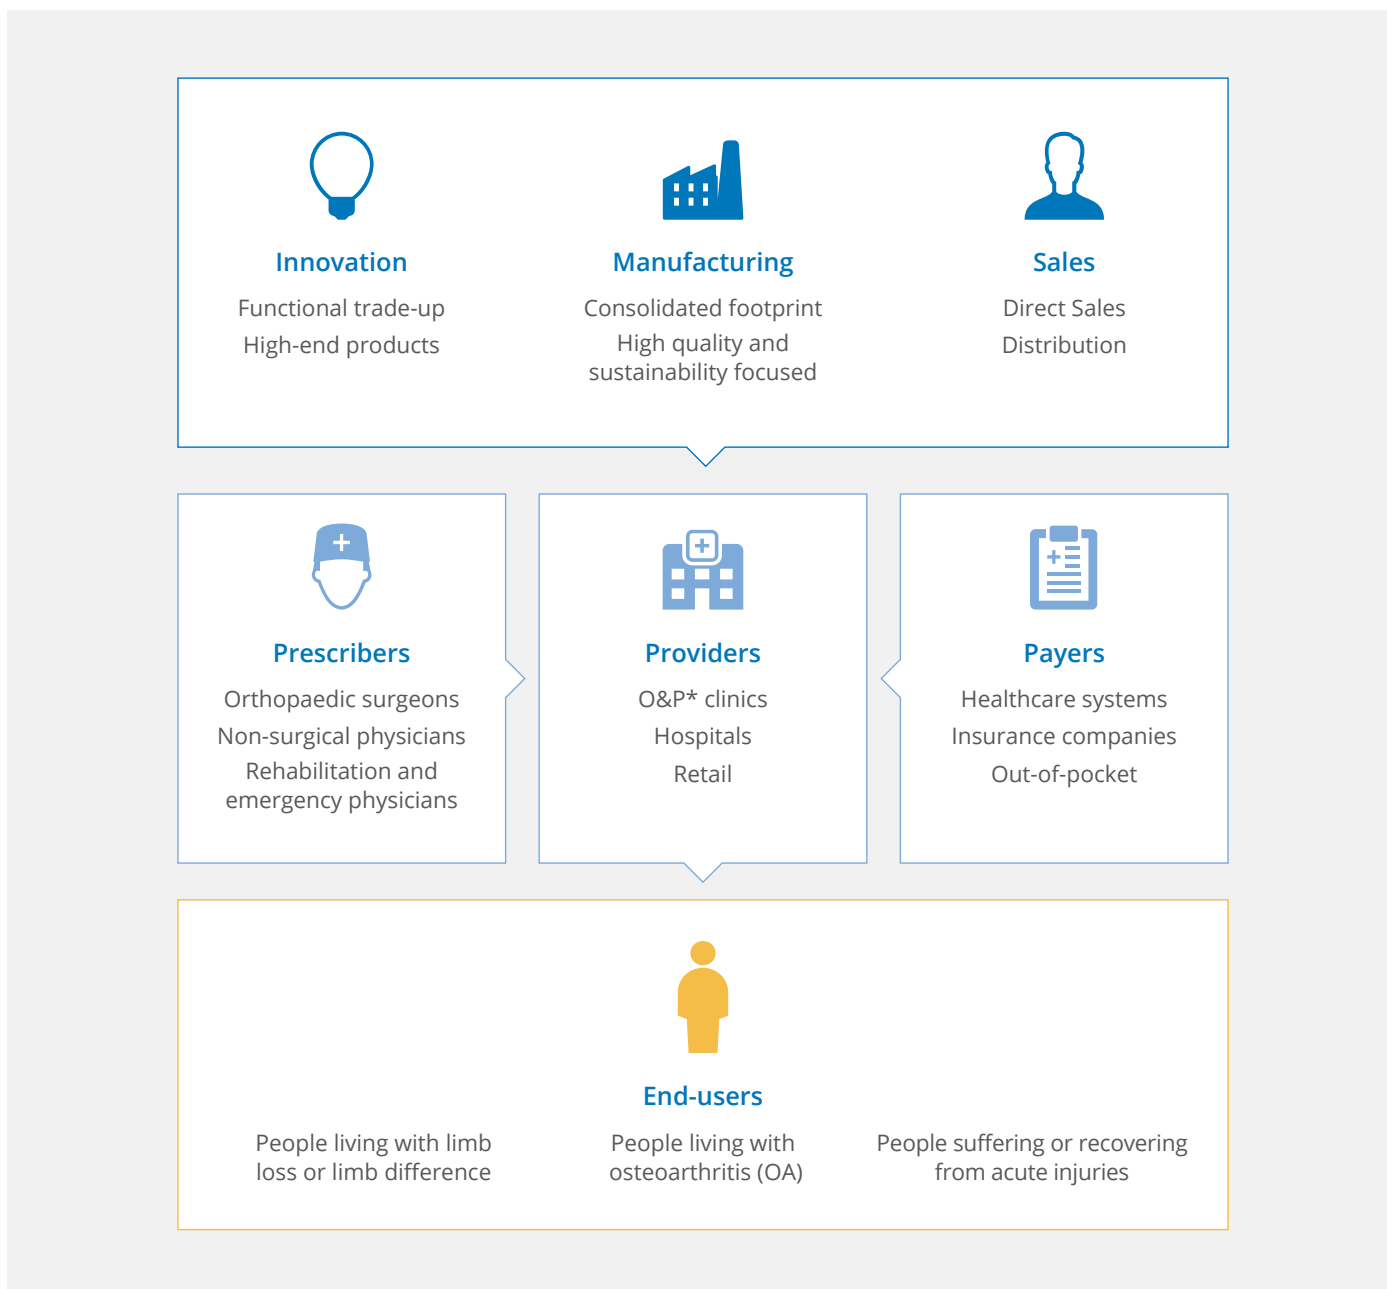 Innovation
Functional trade-up
High-end products
Manufacturing
Consolidated footprint
High quality and
sustainability focused
Sales
Direct Sales
Distribution
Prescribers
Orthopaedic surgeons
Non-surgical physicians
Rehabilitation and
emergency physicians
Providers
O&P* clinics
Hospitals
Retail
Payers
Healthcare systems
Insurance companies
Out-of-pocket
End-users
People living with limb
loss or limb difference
People living with
osteoarthritis (OA)
People suffering or recovering
from acute injuries